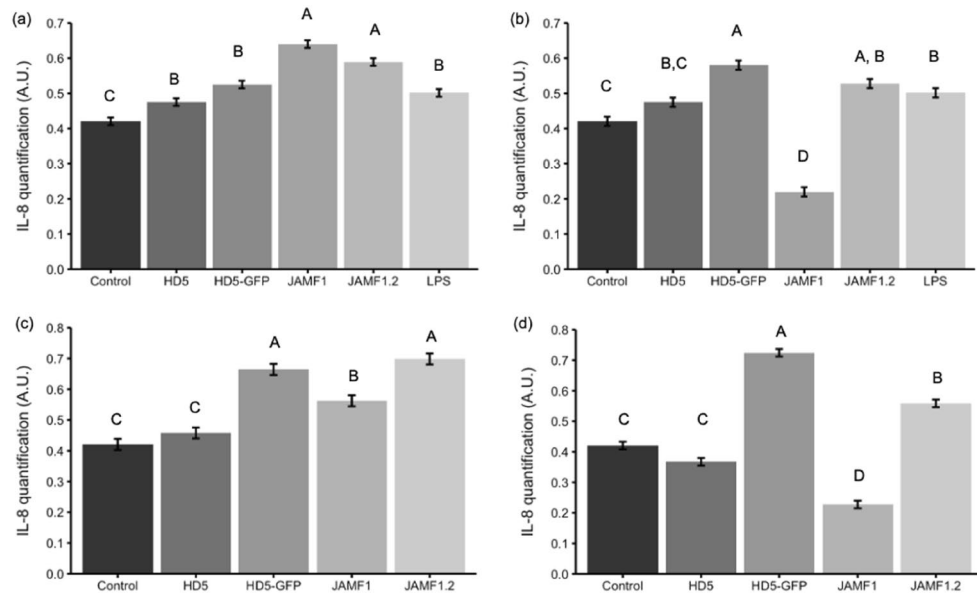 (a)
IL-8 quantification (A.U.)
0.7
0.6
0.5
0.4
0.3
0.2
0.1
0.0
C
B
B
A
A
B
Control HD5 HD5-GFP JAMF1 JAMF1.2 LPS
(b)
IL-8 quantification (A.U.)
0.7
0.6
0.5
0.4
0.3
0.2
0.1
0.0
C
B,C
A
D
A, B
B
Control HD5 HD5-GFP JAMF1 JAMF1.2 LPS
(c)
IL-8 quantification (A.U.)
0.8
0.7
0.6
0.5
0.4
0.3
0.2
0.1
0.0
C
C
A
B
A
Control HD5 HD5-GFP JAMF1 JAMF1.2
(d)
IL-8 quantification (A.U.)
0.8
0.7
0.6
0.5
0.4
0.3
0.2
0.1
0.0
C
C
A
D
B
Control HD5 HD5-GFP JAMF1 JAMF1.2